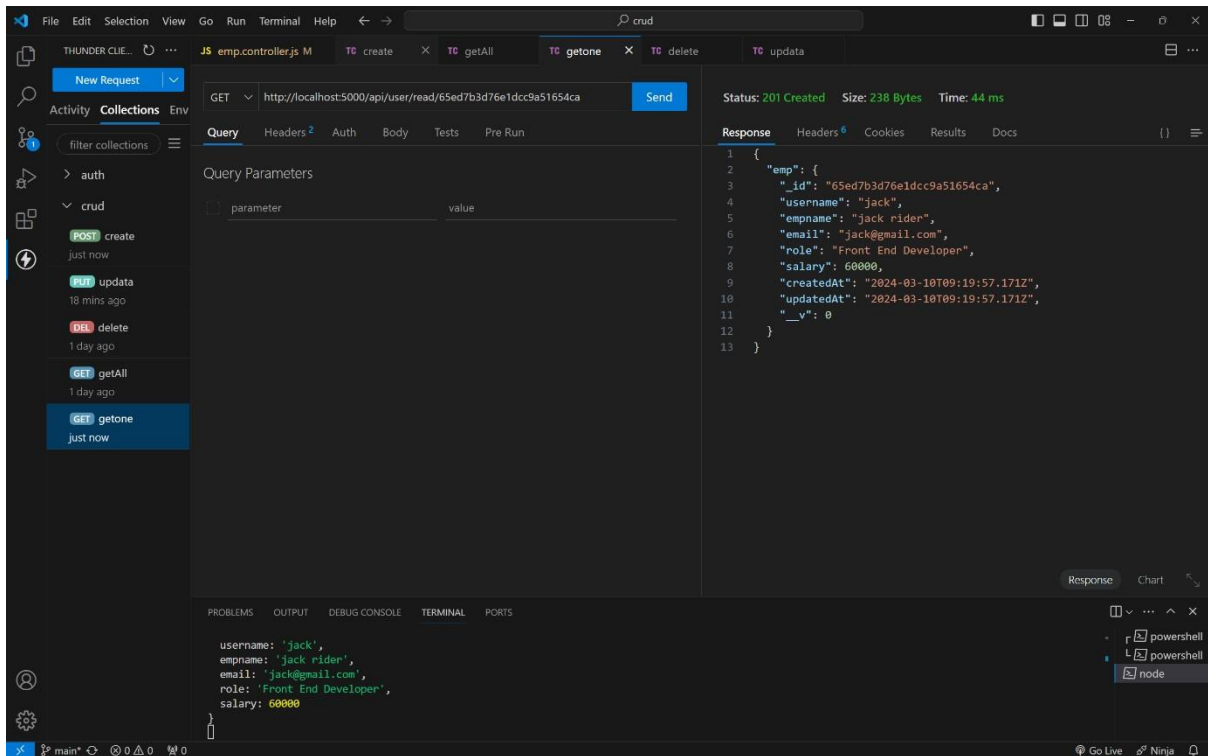 File Edit Selection View Go Run Terminal Help
crud
THUNDER CLIE...
JS emp.controller.js M
TC create
TC getAll
TC getone
TC delete
TC updata
New Request
Activity Collections Env
filter collections
auth
crud
POST create
just now
PUT updata
18 mins ago
DEL delete
1 day ago
GET getAll
1 day ago
GET getone
just now
GET http://localhost:5000/api/user/read/65ed7b3d76e1dcc9a51654ca Send
Query Headers 2 Auth Body Tests Pre Run
Query Parameters
parameter value
Status: 201 Created Size: 238 Bytes Time: 44 ms
Response Headers 6 Cookies Results Docs {}
1 {
2 "emp": {
3 "_id": "65ed7b3d76e1dcc9a51654ca",
4 "username": "jack",
5 "empname": "jack rider",
6 "email": "jack@gmail.com",
7 "role": "Front End Developer",
8 "salary": 60000,
9 "createdAt": "2024-03-10T09:19:57.171Z",
10 "updatedAt": "2024-03-10T09:19:57.171Z",
11 "__v": 0
12 }
13 }
Response Chart
PROBLEMS OUTPUT DEBUG CONSOLE TERMINAL PORTS
username: 'jack',
empname: 'jack rider',
email: 'jack@gmail.com',
role: 'Front End Developer',
salary: 60000
}
powershell
powershell
node
1
main* 0 0 0
Go Live Ninja